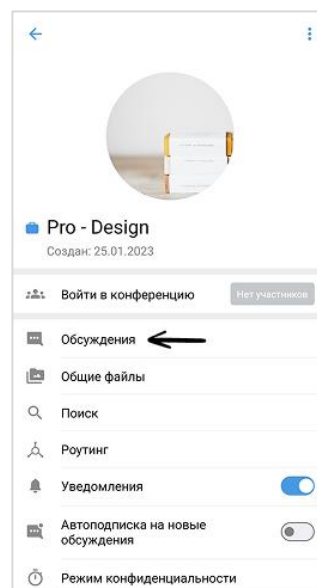 Pro - Design
Создан: 25.01.2023
Войти в конференцию Нет участников
Обсуждения
Общие файлы
Поиск
Роутинг
Уведомления
Автоподписка на новые
обсуждения
Режим конфиденциальности